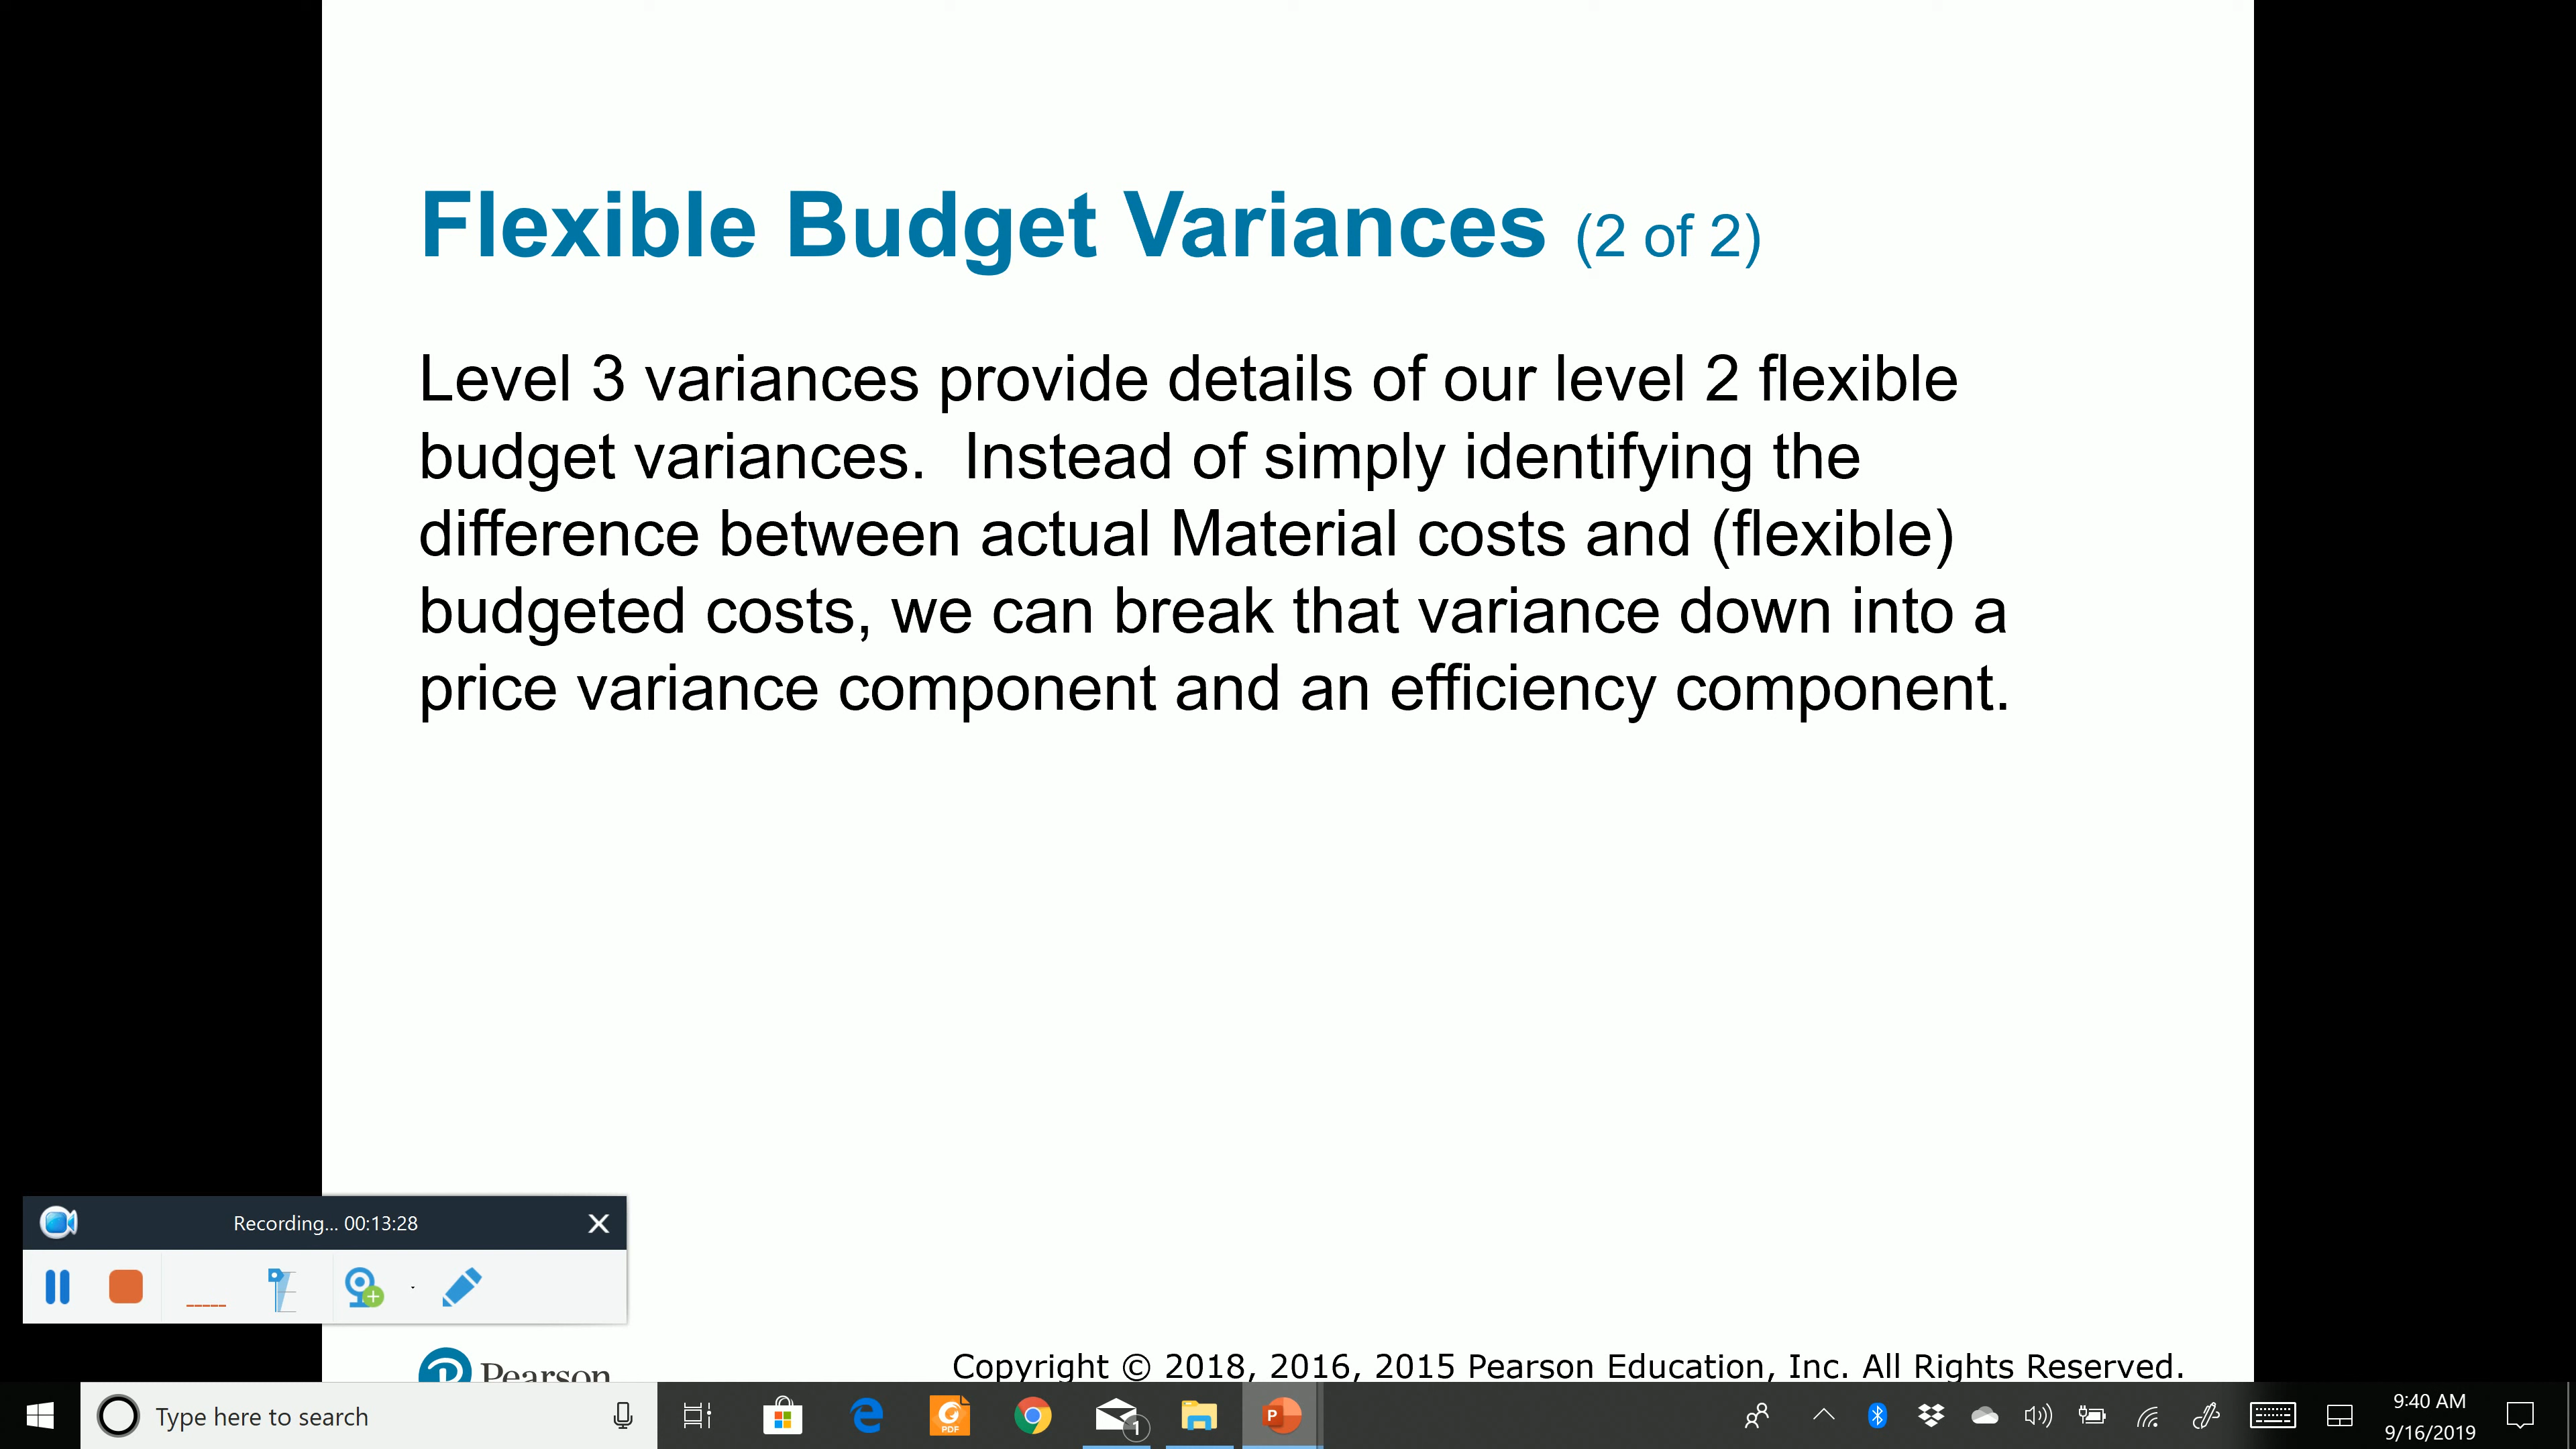 Flexible Budget Variances (2 of 2)
Level 3 variances provide details of our level 2 flexible
budget variances.  Instead of simply identifying the
difference between actual Material costs and (flexible)
budgeted costs, we can break that variance down into a
price variance component and an efficiency component.
Recording... 00:13:28
Pearson
Copyright © 2018, 2016, 2015 Pearson Education, Inc. All Rights Reserved.
Type here to search
PDF
1
P
9:40 AM
9/16/2019